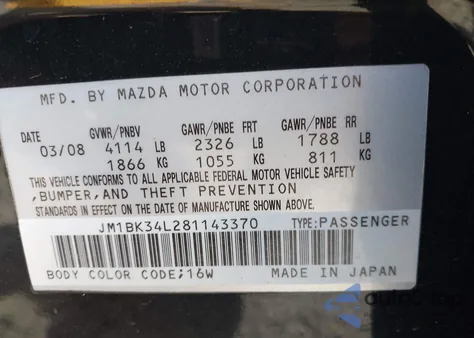 MFD. BY MAZDA MOTOR CORPORATION
DATE GVWR/PNBV GAWR/PNBE FRT GAWR/PNBE RR
03/08 4114 LB 2326 LB 1788 LB
1866 KG 1055 KG 811 KG
THIS VEHICLE CONFORMS TO ALL APPLICABLE FEDERAL MOTOR VEHICLE SAFETY
,BUMPER,AND THEFT PREVENTION
STANDARDS IN EFFECT ON THE DATE OF MANUFACTURE SHOWN ABOVE.
JM1BK34L281143370 TYPE:PASSENGER
BODY COLOR CODE;16W MADE IN JAPAN